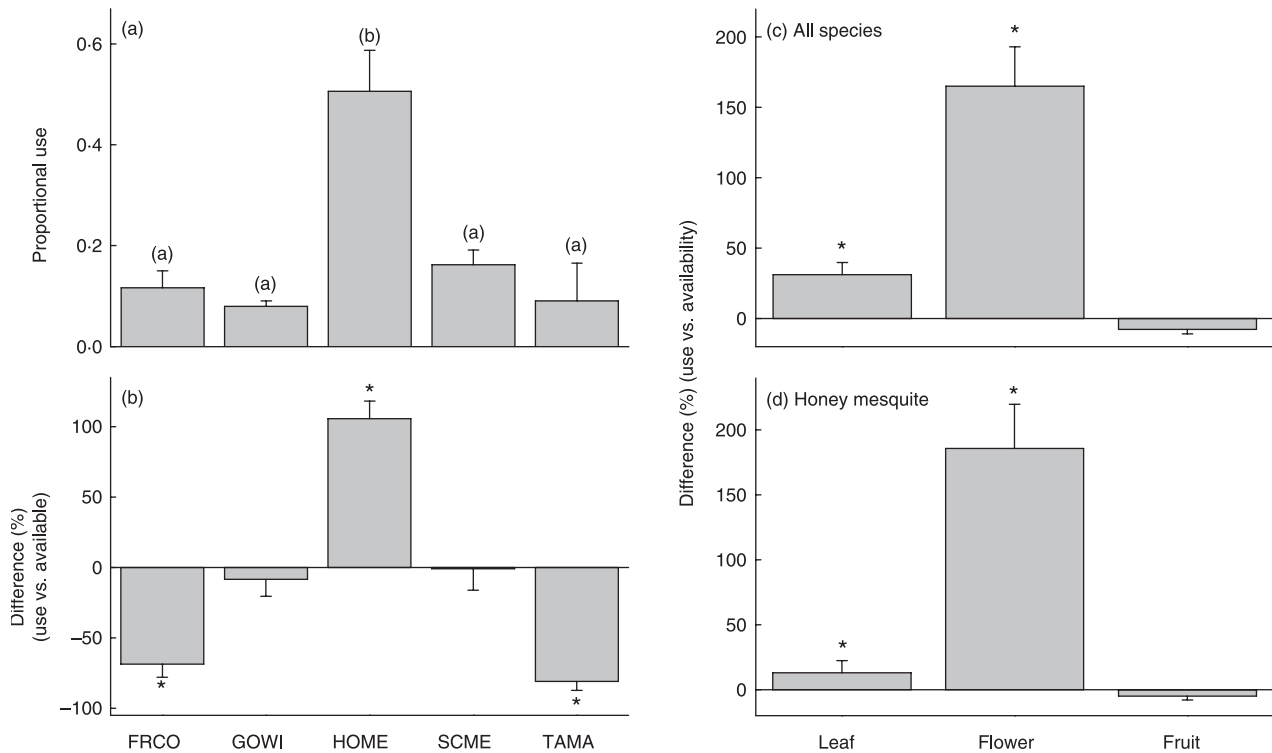 (a)
Proportional use
0·6
0·4
0·2
0·0
(a)
(a)
(b)
(a)
(a)
(b)
Difference (%)
(use vs. available)
100
50
0
–50
–100
*
*
*
FRCO
GOWI
HOME
SCME
TAMA
(c) All species
Difference (%) (use vs. availability)
200
150
100
50
0
*
*
(d) Honey mesquite
200
150
100
50
0
*
*
Leaf
Flower
Fruit